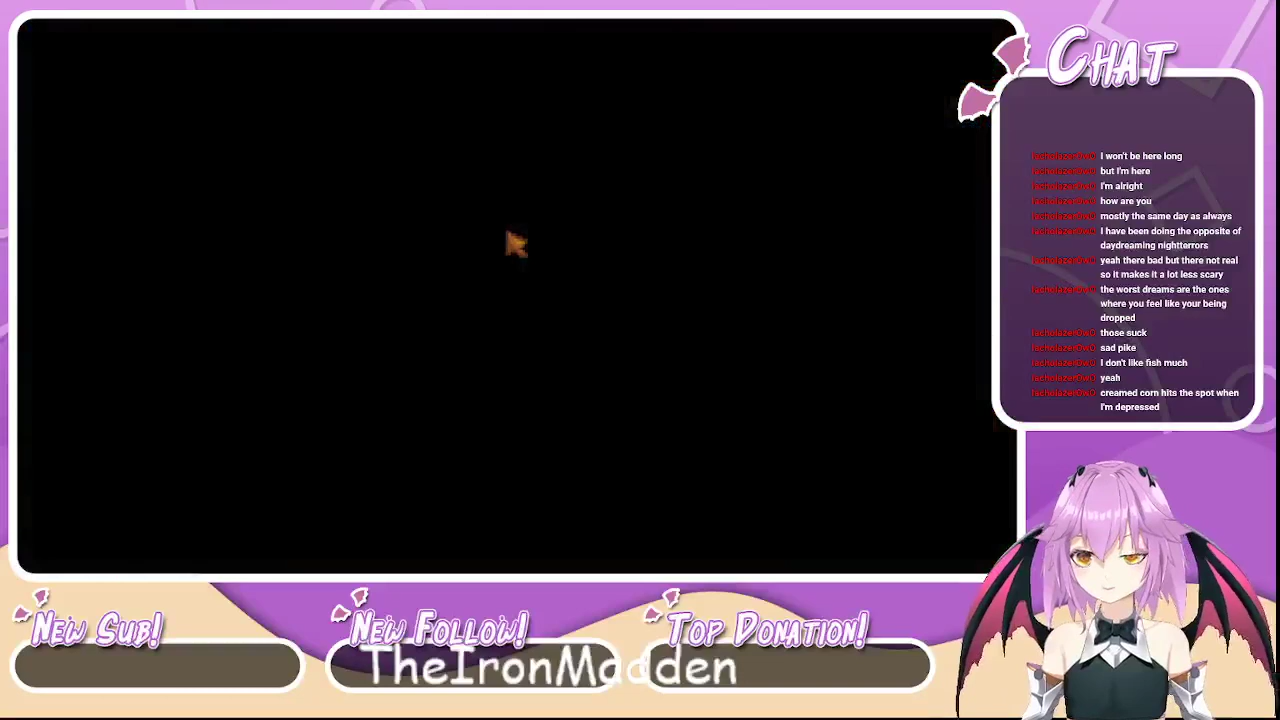 CHAT
I won't be here long
but I'm here
I'm alright
how are you
mostly the same day as always
I have been doing the opposite of
daydreaming nightterrors
yeah there bad but there not real
so it makes it a lot less scary
the worst dreams are the ones
where you feel like your being
dropped
those suck
sad pike
I don't like fish much
yeah
creamed corn hits the spot when
I'm depressed
NEW SUB!
NEW FOLLOW!
TOP DONATION!
TheIronMadden